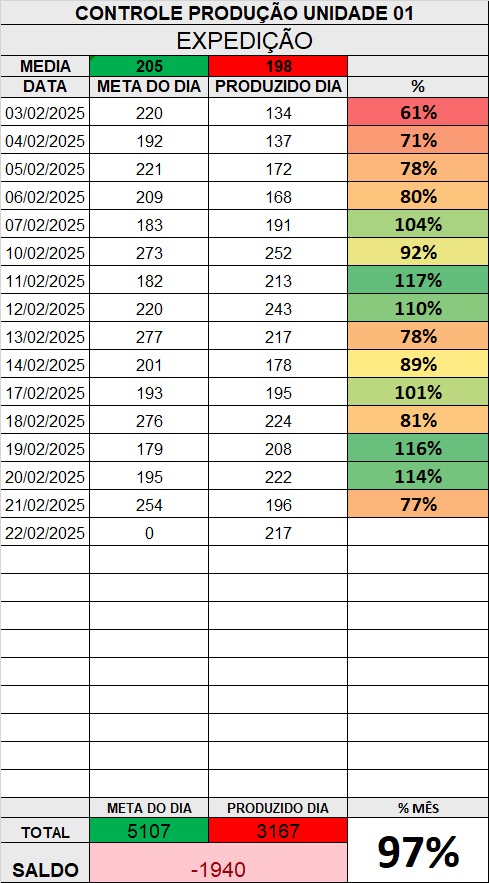 CONTROLE PRODUÇÃO UNIDADE 01
EXPEDIÇÃO
MEDIA 205 198
DATA META DO DIA PRODUZIDO DIA %
03/02/2025 220 134 61%
04/02/2025 192 137 71%
05/02/2025 221 172 78%
06/02/2025 209 168 80%
07/02/2025 183 191 104%
10/02/2025 273 252 92%
11/02/2025 182 213 117%
12/02/2025 220 243 110%
13/02/2025 277 217 78%
14/02/2025 201 178 89%
17/02/2025 193 195 101%
18/02/2025 276 224 81%
19/02/2025 179 208 116%
20/02/2025 195 222 114%
21/02/2025 254 196 77%
22/02/2025 0 217
META DO DIA PRODUZIDO DIA % MÊS
TOTAL 5107 3167 97%
SALDO -1940